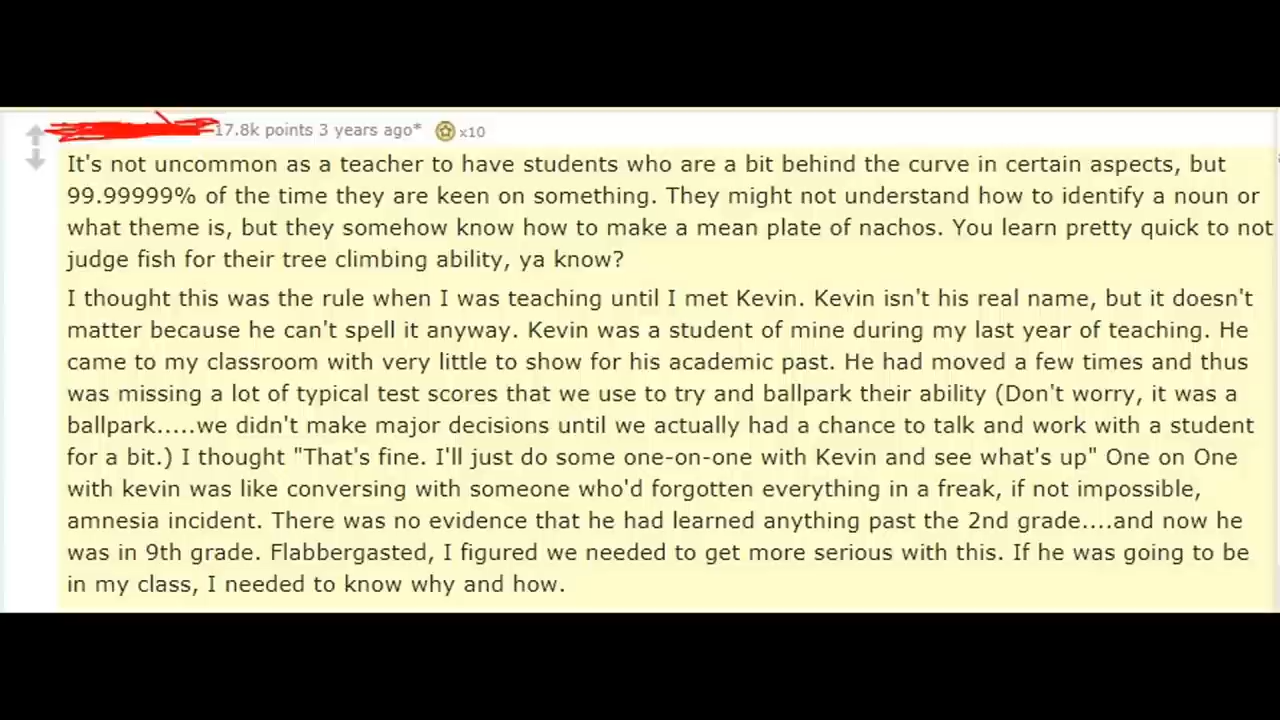 17.8k points 3 years ago* x10
It's not uncommon as a teacher to have students who are a bit behind the curve in certain aspects, but
99.99999% of the time they are keen on something. They might not understand how to identify a noun or
what theme is, but they somehow know how to make a mean plate of nachos. You learn pretty quick to not
judge fish for their tree climbing ability, ya know?
I thought this was the rule when I was teaching until I met Kevin. Kevin isn't his real name, but it doesn't
matter because he can't spell it anyway. Kevin was a student of mine during my last year of teaching. He
came to my classroom with very little to show for his academic past. He had moved a few times and thus
was missing a lot of typical test scores that we use to try and ballpark their ability (Don't worry, it was a
ballpark.....we didn't make major decisions until we actually had a chance to talk and work with a student
for a bit.) I thought "That's fine. I'll just do some one-on-one with Kevin and see what's up" One on One
with kevin was like conversing with someone who'd forgotten everything in a freak, if not impossible,
amnesia incident. There was no evidence that he had learned anything past the 2nd grade....and now he
was in 9th grade. Flabbergasted, I figured we needed to get more serious with this. If he was going to be
in my class, I needed to know why and how.